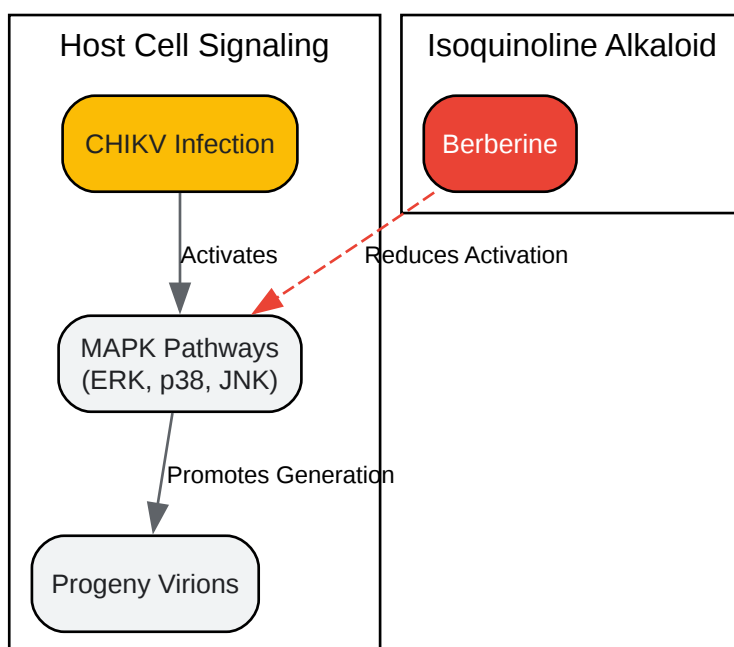 Host Cell Signaling
Isoquinoline Alkaloid
CHIKV Infection
Berberine
Activates
Reduces Activation
MAPK Pathways
(ERK, p38, JNK)
Promotes Generation
Progeny Virions